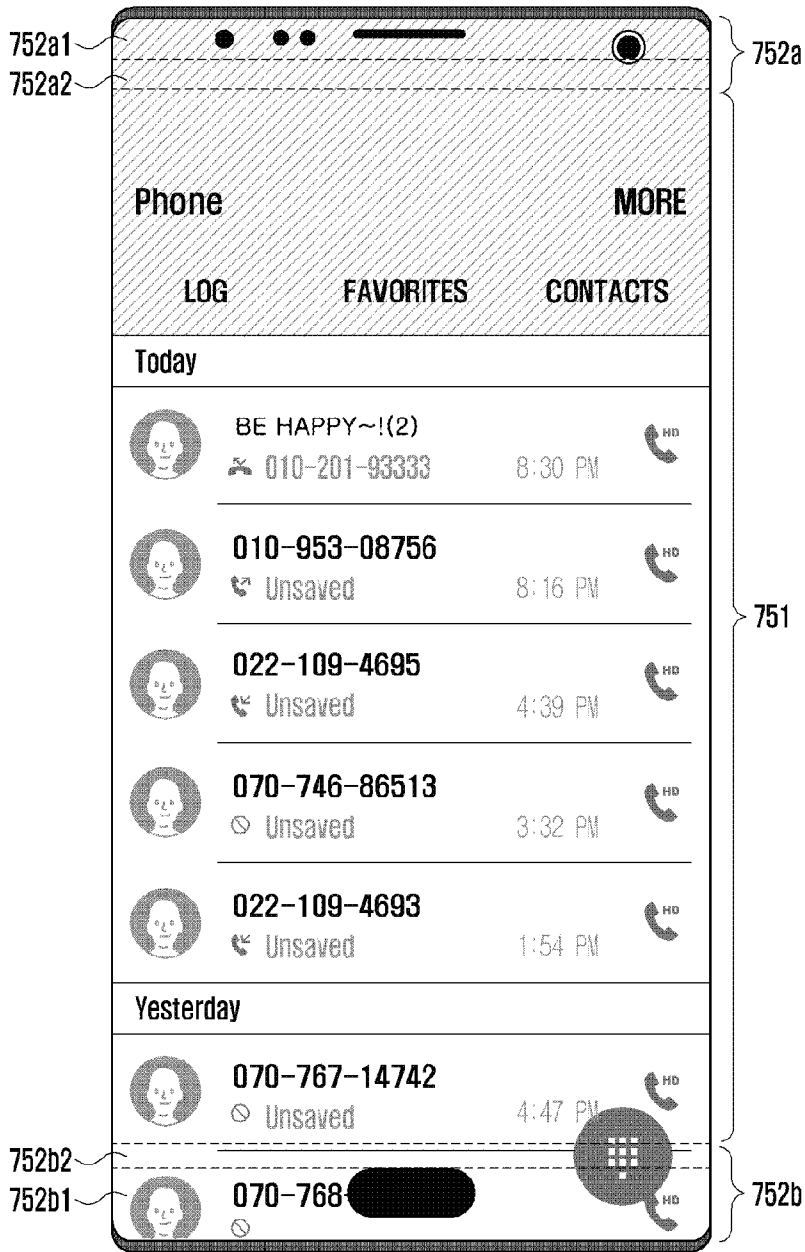 752a1
752a
752a2
Phone MORE
LOG FAVORITES CONTACTS
Today
BE HAPPY~!(2)
HD
010-201-93333 8:30 PM
010-953-08756
HD
Unsaved 8:16 PM
751
022-109-4695
HD
Unsaved 4:39 PM
070-746-86513
HD
Unsaved 3:32 PM
022-109-4693
HD
Unsaved 1:54 PM
Yesterday
070-767-14742
HD
Unsaved 4:47 PM
752b2
752b1
070-768-
HD
752b